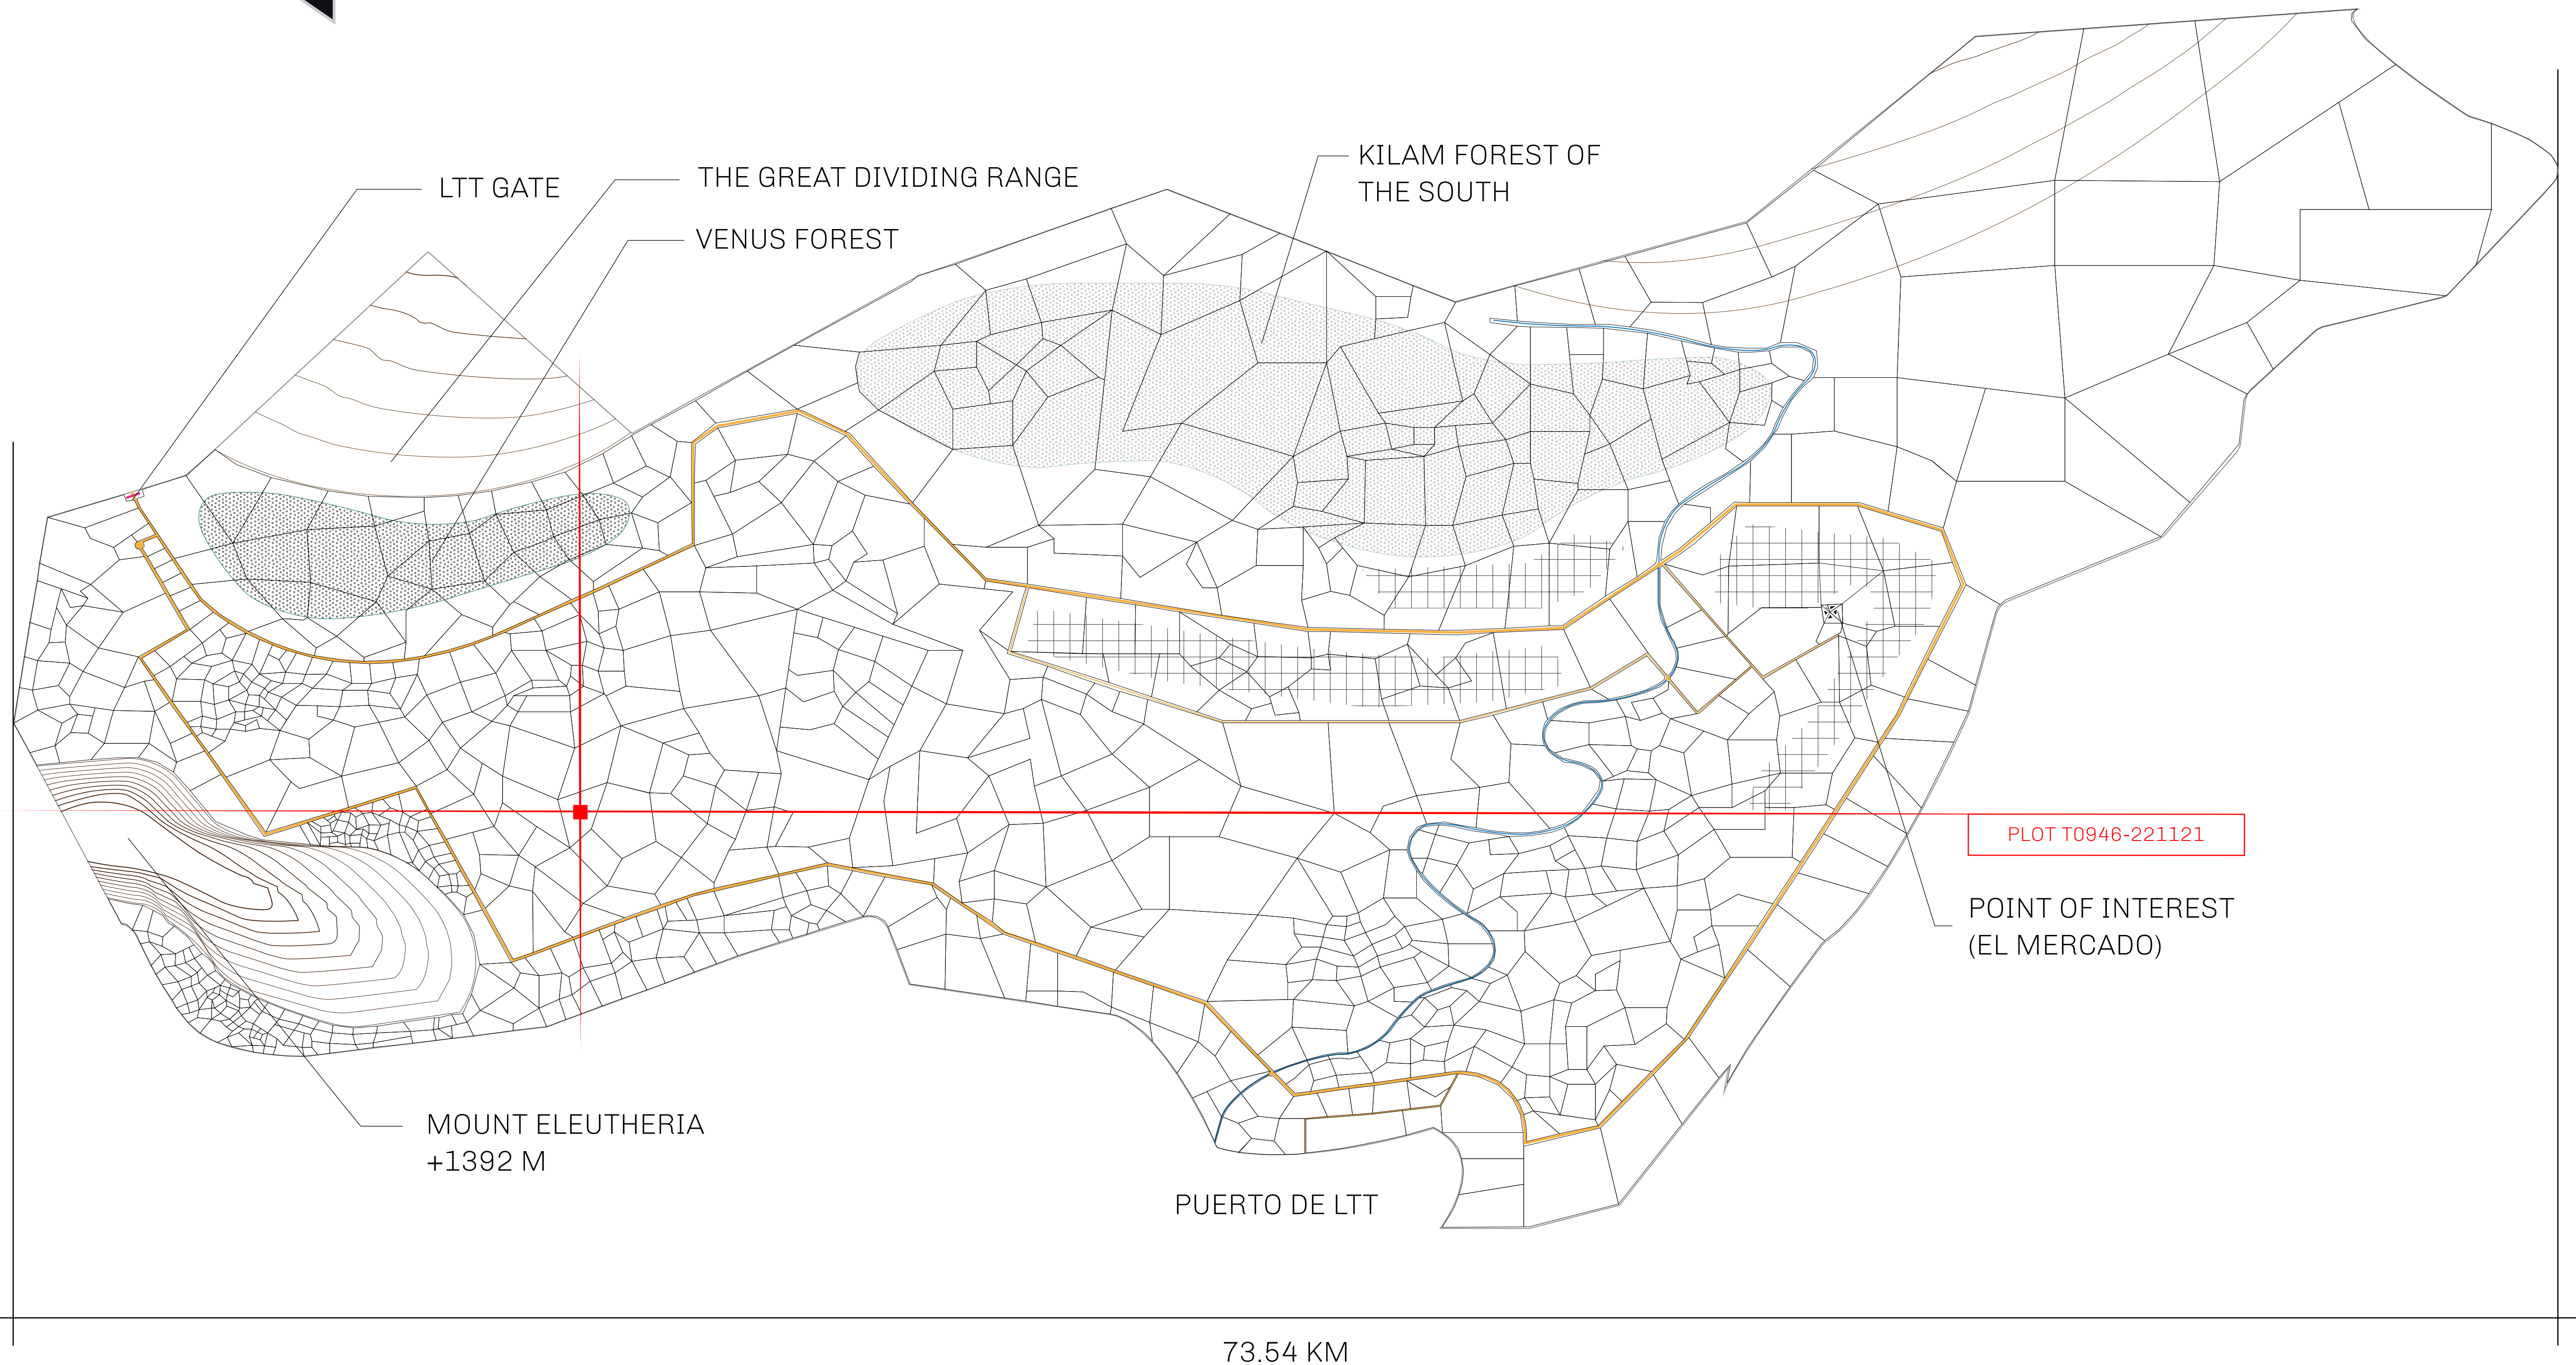 KILAM FOREST OF
THE SOUTH
THE GREAT DIVIDING RANGE
LTT GATE
VENUS FOREST
PLOT T0946-221121
POINT OF INTEREST
(EL MERCADO)
MOUNT ELEUTHERIA
+1392 M
PUERTO DE LTT
73.54 KM